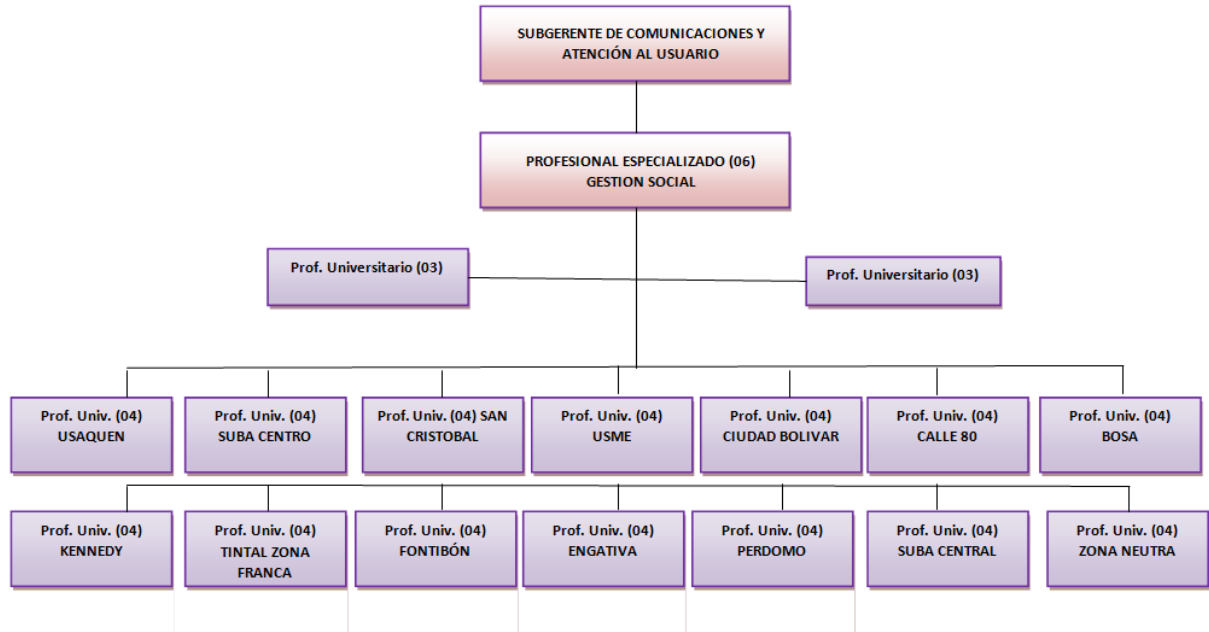 SUBGERENTE DE COMUNICACIONES Y
ATENCIÓN AL USUARIO
PROFESIONAL ESPECIALIZADO (06)
GESTION SOCIAL
Prof. Universitario (03)
Prof. Universitario (03)
Prof. Univ. (04)
USAQUEN
Prof. Univ. (04)
SUBA CENTRO
Prof. Univ. (04) SAN
CRISTOBAL
Prof. Univ. (04)
USME
Prof. Univ. (04)
CIUDAD BOLIVAR
Prof. Univ. (04)
CALLE 80
Prof. Univ. (04)
BOSA
Prof. Univ. (04)
KENNEDY
Prof. Univ. (04)
TINTAL ZONA
FRANCA
Prof. Univ. (04)
FONTIBÓN
Prof. Univ. (04)
ENGATIVA
Prof. Univ. (04)
PERDOMO
Prof. Univ. (04)
SUBA CENTRAL
Prof. Univ. (04)
ZONA NEUTRA